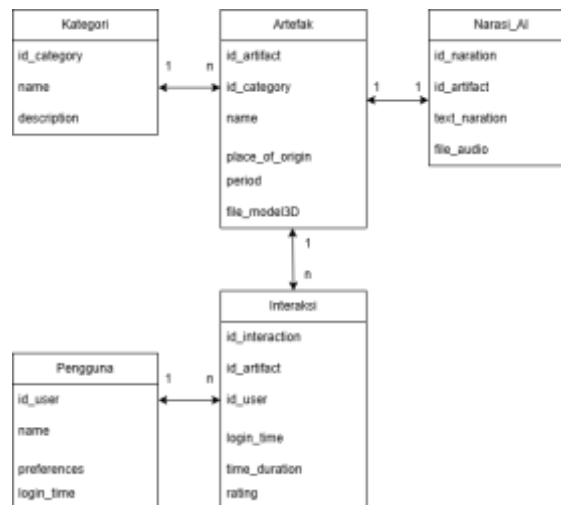 Kategori
id_category
name
description
1
n
Artefak
id_artifact
id_category
name
place_of_origin
period
file_model3D
1
1
Narasi_AI
id_naration
id_artifact
text_naration
file_audio
1
n
Interaksi
id_interaction
id_artifact
id_user
login_time
time_duration
rating
Pengguna
id_user
name
preferences
login_time
1
n